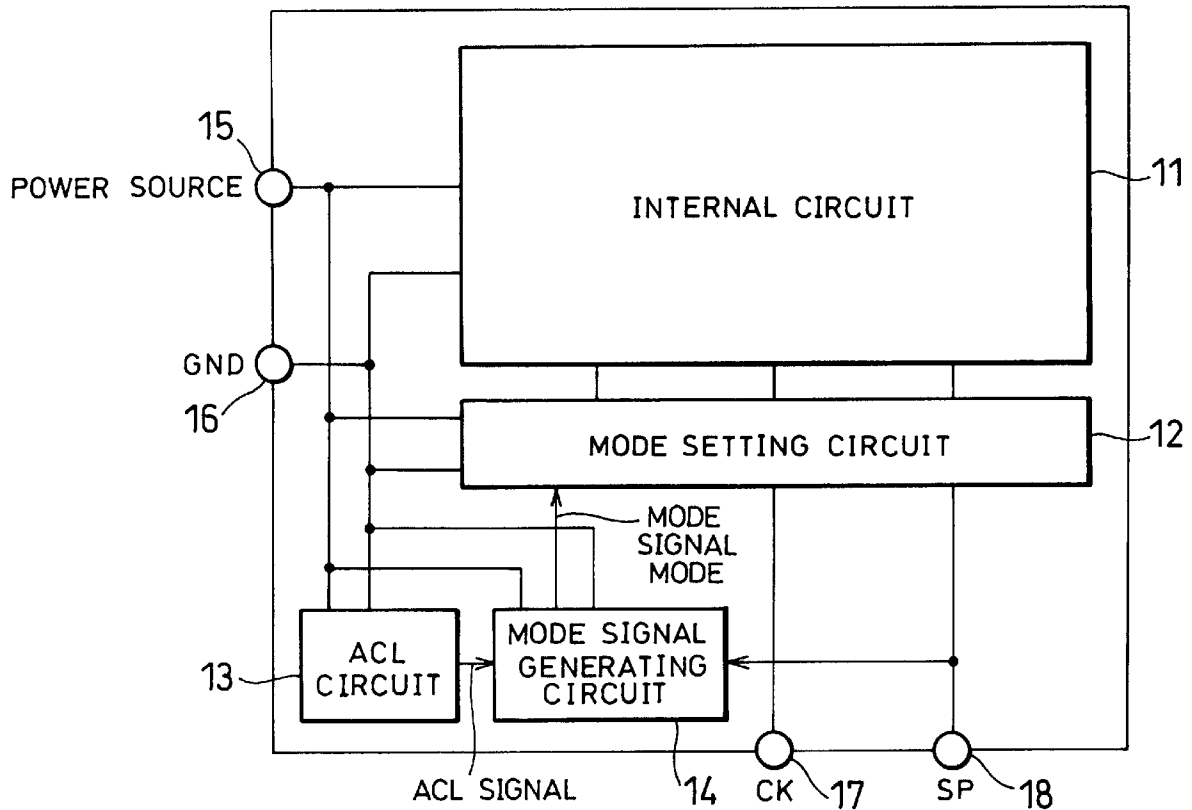 15
POWER SOURCE
INTERNAL CIRCUIT
11
GND
16
MODE SETTING CIRCUIT
12
MODE
SIGNAL
MODE
ACL
CIRCUIT
13
MODE SIGNAL
GENERATING
CIRCUIT
ACL SIGNAL
14
CK
17
SP
18